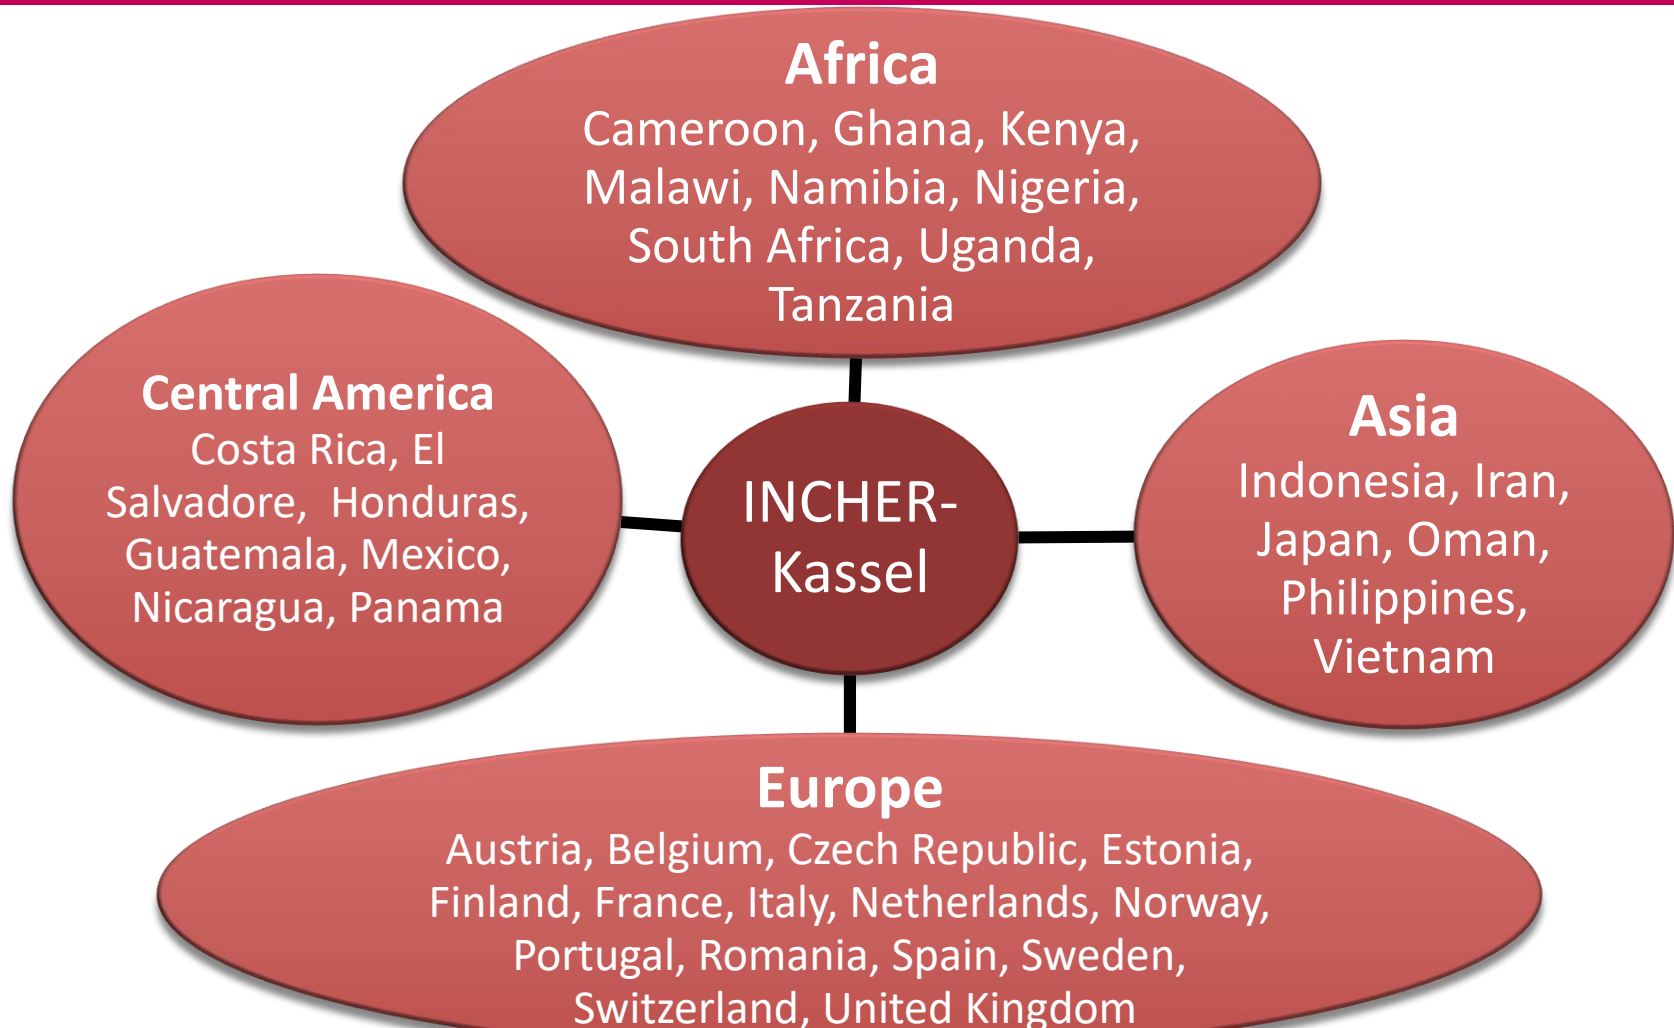 Africa
Cameroon, Ghana, Kenya,
Malawi, Namibia, Nigeria,
South Africa, Uganda,
Tanzania
Central America
Costa Rica, El
Salvadore,  Honduras,
Guatemala, Mexico,
Nicaragua, Panama
INCHER-
Kassel
Asia
Indonesia, Iran,
Japan, Oman,
Philippines,
Vietnam
Europe
Austria, Belgium, Czech Republic, Estonia,
Finland, France, Italy, Netherlands, Norway,
Portugal, Romania, Spain, Sweden,
Switzerland, United Kingdom